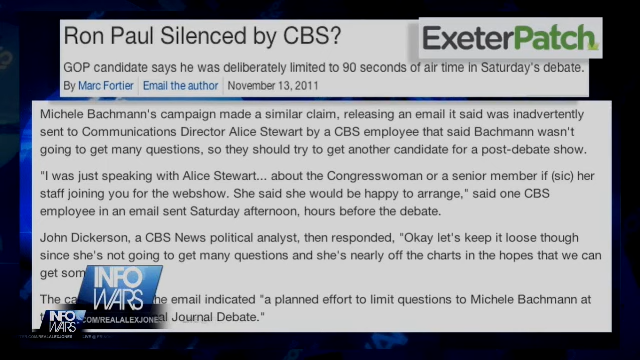 Ron Paul Silenced by CBS?
ExeterPatch
GOP candidate says he was deliberately limited to 90 seconds of air time in Saturday's debate.
By Marc Fortier Email the author November 13, 2011
Michele Bachmann's campaign made a similar claim, releasing an email it said was inadvertently
sent to Communications Director Alice Stewart by a CBS employee that said Bachmann wasn't
going to get many questions, so they should try to get another candidate for a post-debate show.
"I was just speaking with Alice Stewart... about the Congresswoman or a senior member if (sic) her
staff joining you for the webshow. She said she would be happy to arrange," said one CBS
employee in an email sent Saturday afternoon, hours before the debate.
John Dickerson, a CBS News political analyst, then responded, "Okay let's keep it loose though
since she's not going to get many questions and she's nearly off the charts in the hopes that we can
get
The email indicated "a planned effort to limit questions to Michele Bachmann at
Journal Debate."
INFO
WARS
.COM/REALALEXJONES
INFO
WARS